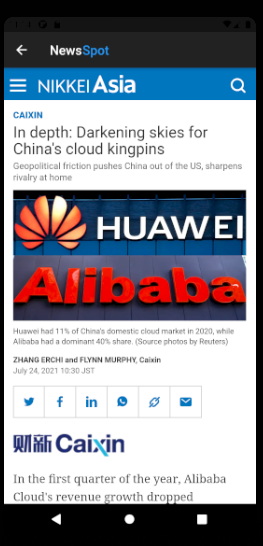 NewsSpot
NIKKEI Asia
CAIXIN
In depth: Darkening skies for
China's cloud kingpins
Geopolitical friction pushes China out of the US, sharpens
rivalry at home
HUAWEI
Alibaba
Huawei had 11% of China's domestic cloud market in 2020, while
Alibaba had a dominant 40% share. (Source photos by Reuters)
ZHANG ERCHI and FLYNN MURPHY, Caixin
July 24, 2021 10:30 JST
财新 Caixin
In the first quarter of the year, Alibaba
Cloud's revenue growth dropped